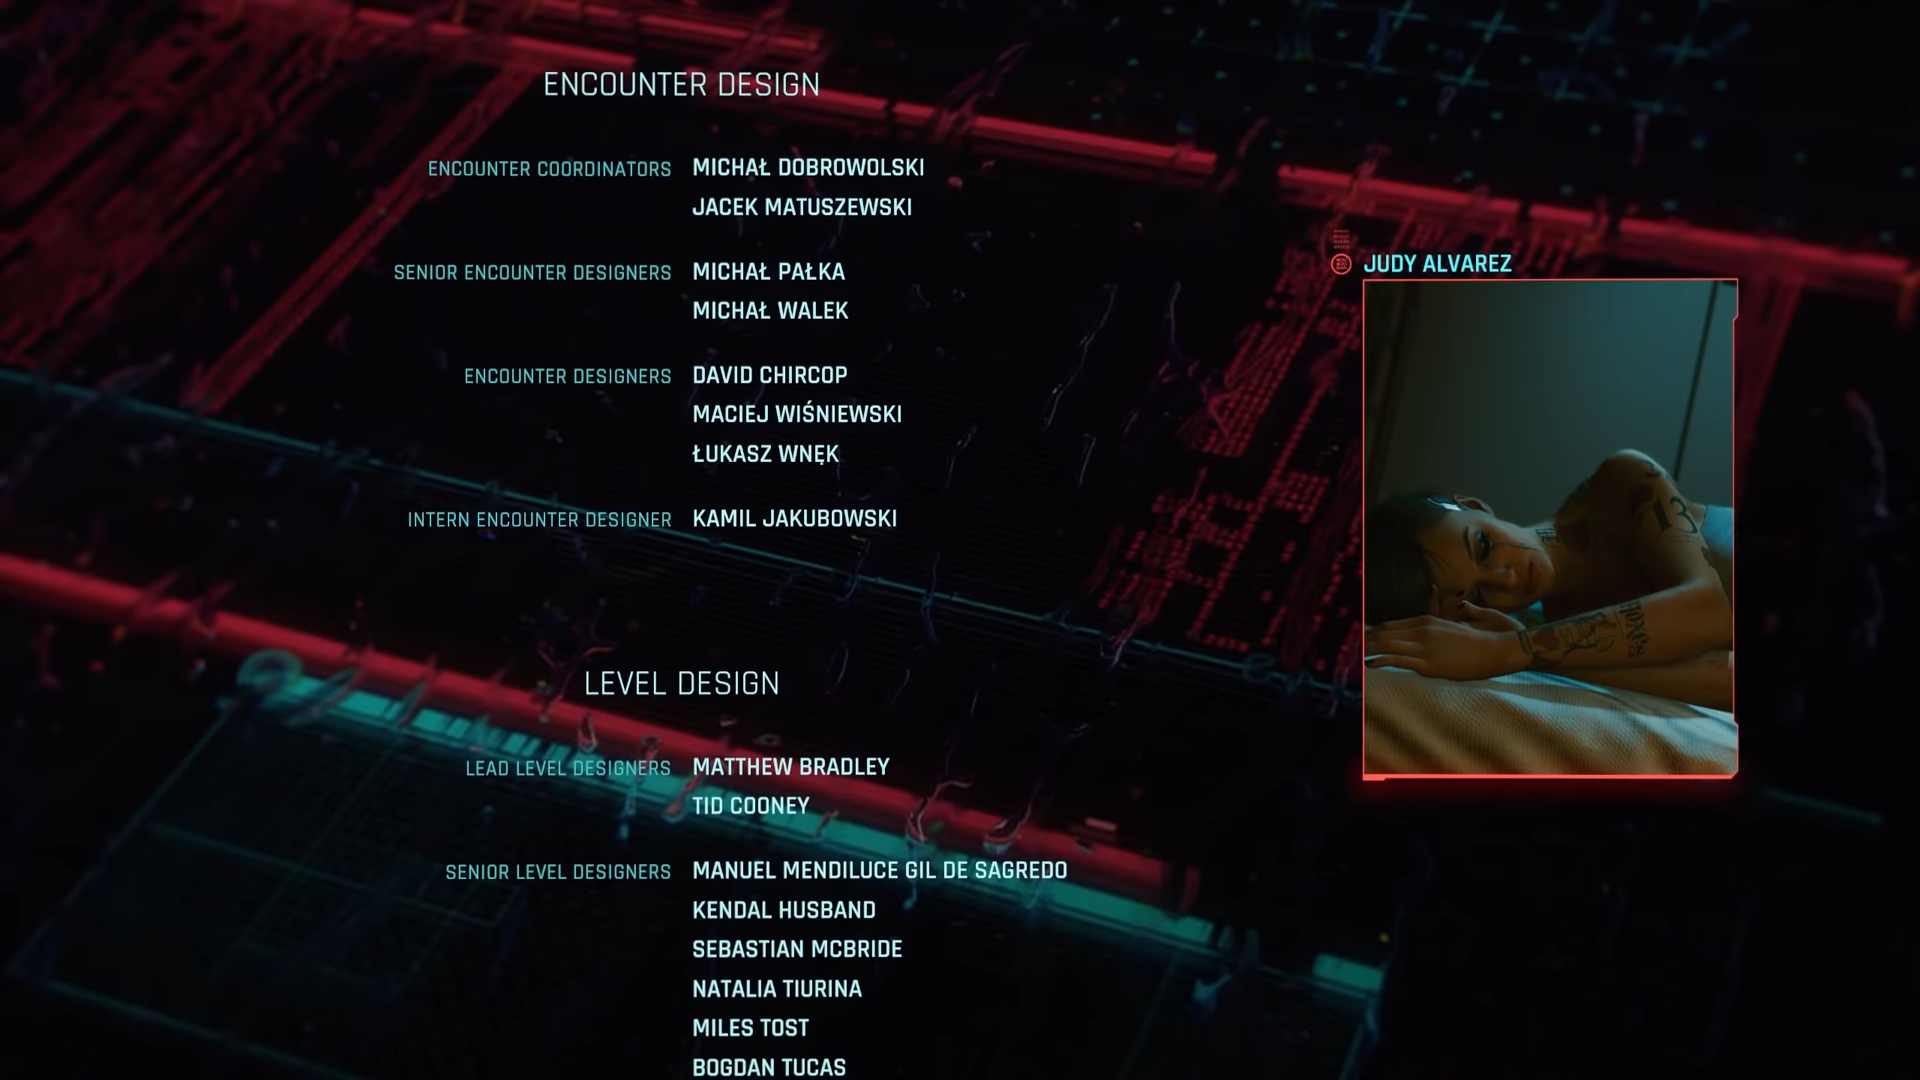 ENCOUNTER DESIGN
ENCOUNTER COORDINATORS MICHAŁ DOBROWOLSKI
JACEK MATUSZEWSKI
SENIOR ENCOUNTER DESIGNERS MICHAŁ PAŁKA
MICHAŁ WALEK
ENCOUNTER DESIGNERS DAVID CHIRCOP
MACIEJ WIŚNIEWSKI
ŁUKASZ WNĘK
INTERN ENCOUNTER DESIGNER KAMIL JAKUBOWSKI
LEVEL DESIGN
LEAD LEVEL DESIGNERS MATTHEW BRADLEY
TID COONEY
SENIOR LEVEL DESIGNERS MANUEL MENDILUCE GIL DE SAGREDO
KENDAL HUSBAND
SEBASTIAN MCBRIDE
NATALIA TIURINA
MILES TOST
BOGDAN TUCAS
JUDY ALVAREZ
13